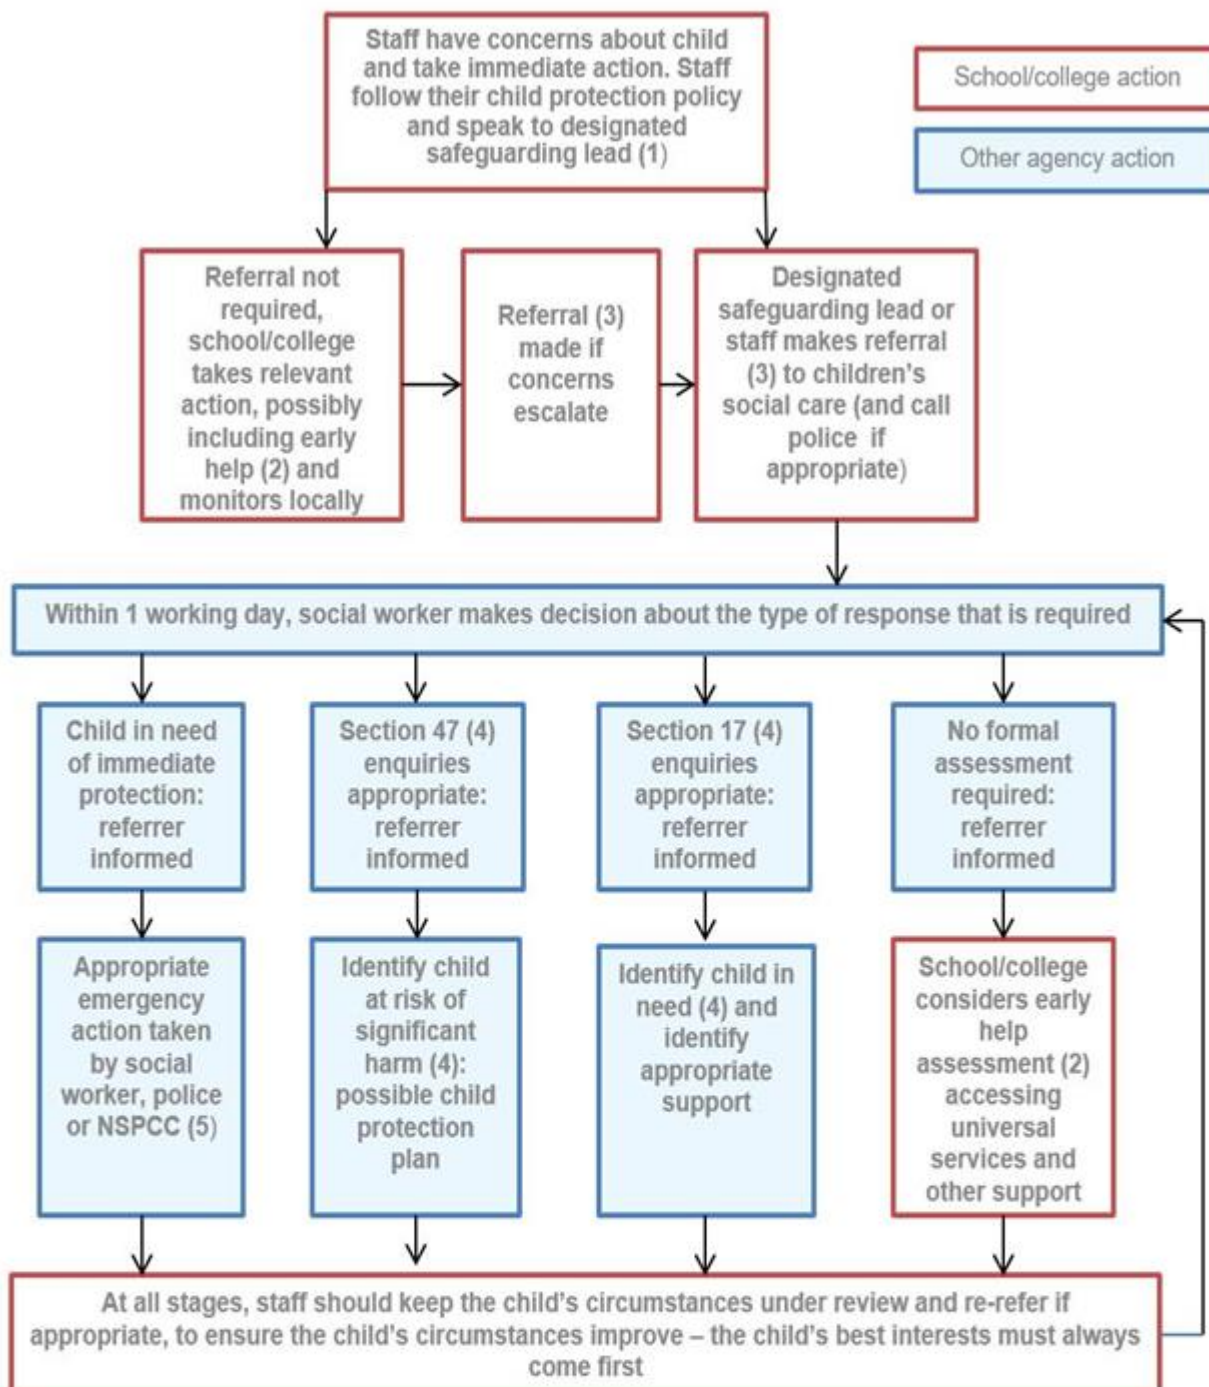 Staff have concerns about child
and take immediate action. Staff
follow their child protection policy
and speak to designated
safeguarding lead (1)
School/college action
Other agency action
Referral not
required,
school/college
takes relevant
action, possibly
including early
help (2) and
monitors locally
Referral (3)
made if
concerns
escalate
Designated
safeguarding lead or
staff makes referral
(3) to children's
social care (and call
police if
appropriate)
Within 1 working day, social worker makes decision about the type of response that is required
Child in need
of immediate
protection:
referrer
informed
Section 47 (4)
enquiries
appropriate:
referrer
informed
Section 17 (4)
enquiries
appropriate:
referrer
informed
No formal
assessment
required:
referrer
informed
Appropriate
emergency
action taken
by social
worker, police
or NSPCC (5)
Identify child
at risk of
significant
harm (4):
possible child
protection
plan
Identify child in
need (4) and
identify
appropriate
support
School/college
considers early
help
assessment (2)
accessing
universal
services and
other support
At all stages, staff should keep the child's circumstances under review and re-refer if
appropriate, to ensure the child's circumstances improve – the child's best interests must always
come first